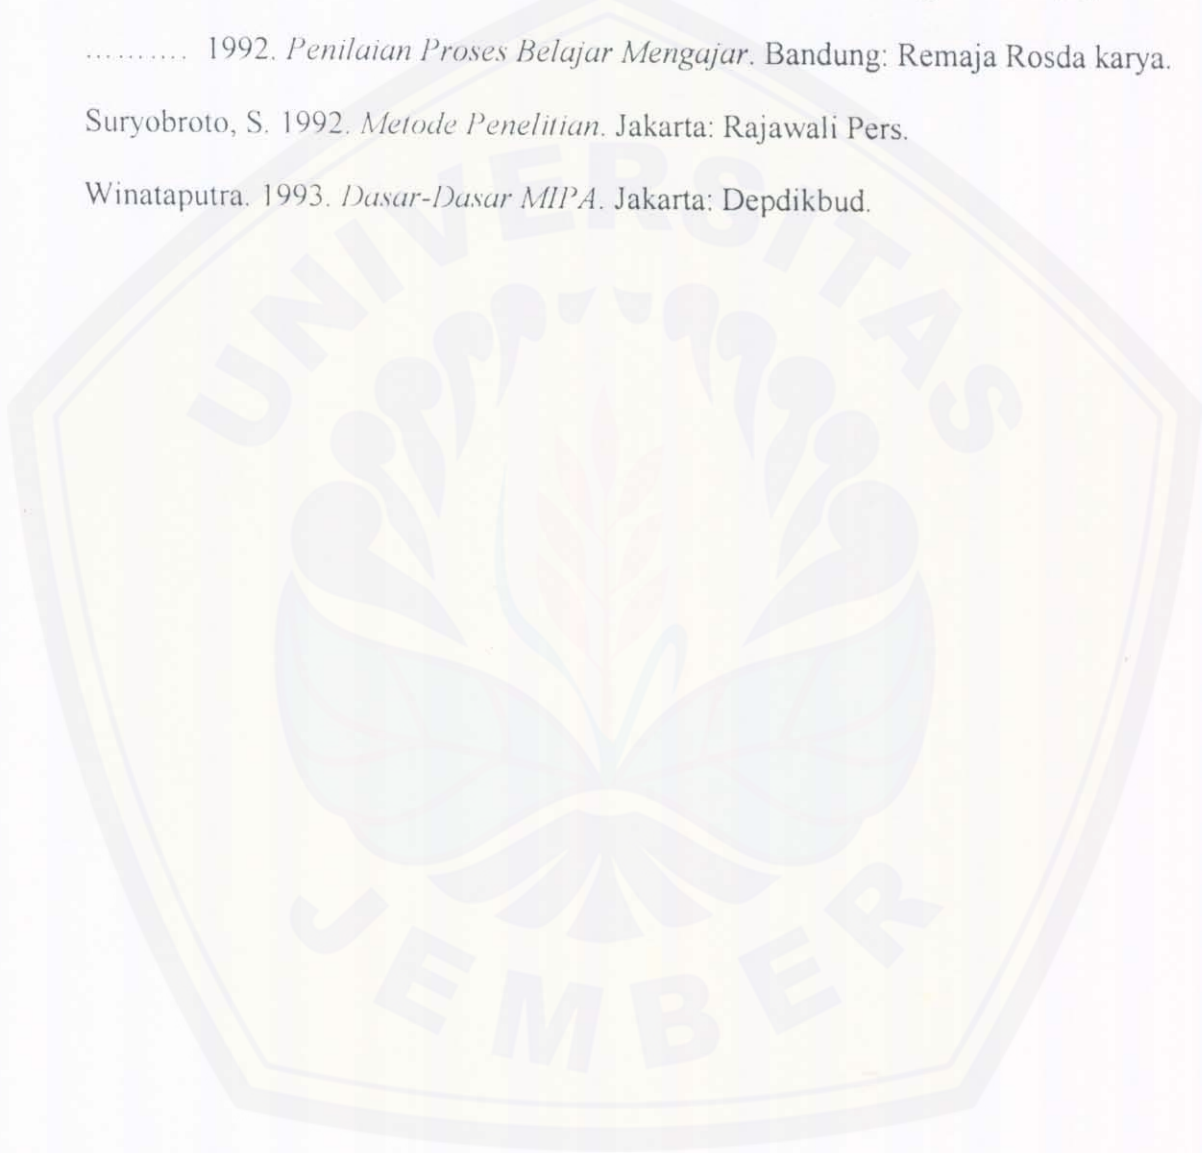 .......... 1992. Penilaian Proses Belajar Mengajar. Bandung: Remaja Rosda karya.
Suryobroto, S. 1992. Metode Penelitian. Jakarta: Rajawali Pers.
Winataputra. 1993. Dasar-Dasar MIPA. Jakarta: Depdikbud.
UNIVERSITAS
JEMBER